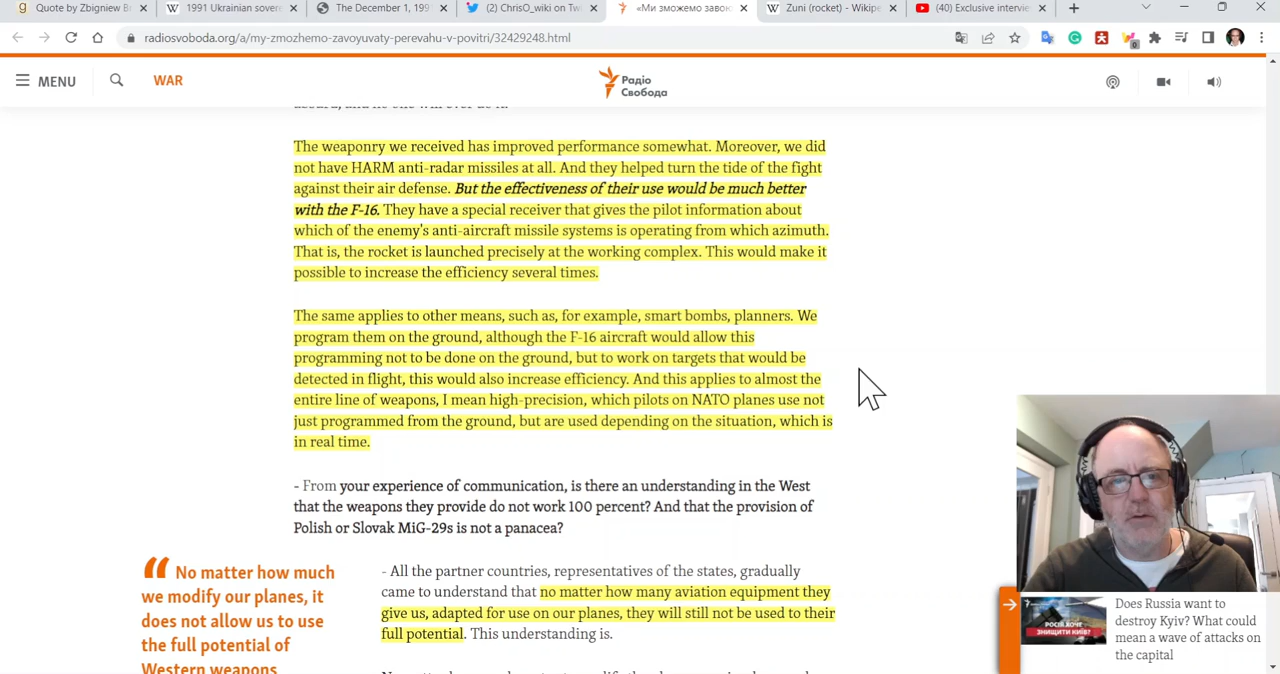 Quote by Zbigniew B
1991 Ukrainian sovere
The December 1, 199
(2) ChrisO_wiki on Tw
«Ми зможемо завою
Zuni (rocket) - Wikipe
(40) Exclusive intervie
radiosvoboda.org/a/my-zmozhemo-zavoyuvaty-perevahu-v-povitri/32429248.html
MENU
WAR
Радіо
Свобода
The weaponry we received has improved performance somewhat. Moreover, we did
not have HARM anti-radar missiles at all. And they helped turn the tide of the fight
against their air defense. But the effectiveness of their use would be much better
with the F-16. They have a special receiver that gives the pilot information about
which of the enemy's anti-aircraft missile systems is operating from which azimuth.
That is, the rocket is launched precisely at the working complex. This would make it
possible to increase the efficiency several times.
The same applies to other means, such as, for example, smart bombs, planners. We
program them on the ground, although the F-16 aircraft would allow this
programming not to be done on the ground, but to work on targets that would be
detected in flight, this would also increase efficiency. And this applies to almost the
entire line of weapons, I mean high-precision, which pilots on NATO planes use not
just programmed from the ground, but are used depending on the situation, which is
in real time.
- From your experience of communication, is there an understanding in the West
that the weapons they provide do not work 100 percent? And that the provision of
Polish or Slovak MiG-29s is not a panacea?
“ No matter how much
we modify our planes, it
does not allow us to use
the full potential of
Western weapons
- All the partner countries, representatives of the states, gradually
came to understand that no matter how many aviation equipment they
give us, adapted for use on our planes, they will still not be used to their
full potential. This understanding is.
РОСІЯ ХОЧЕ
ЗНИЩИТИ КИЇВ?
Does Russia want to
destroy Kyiv? What could
mean a wave of attacks on
the capital